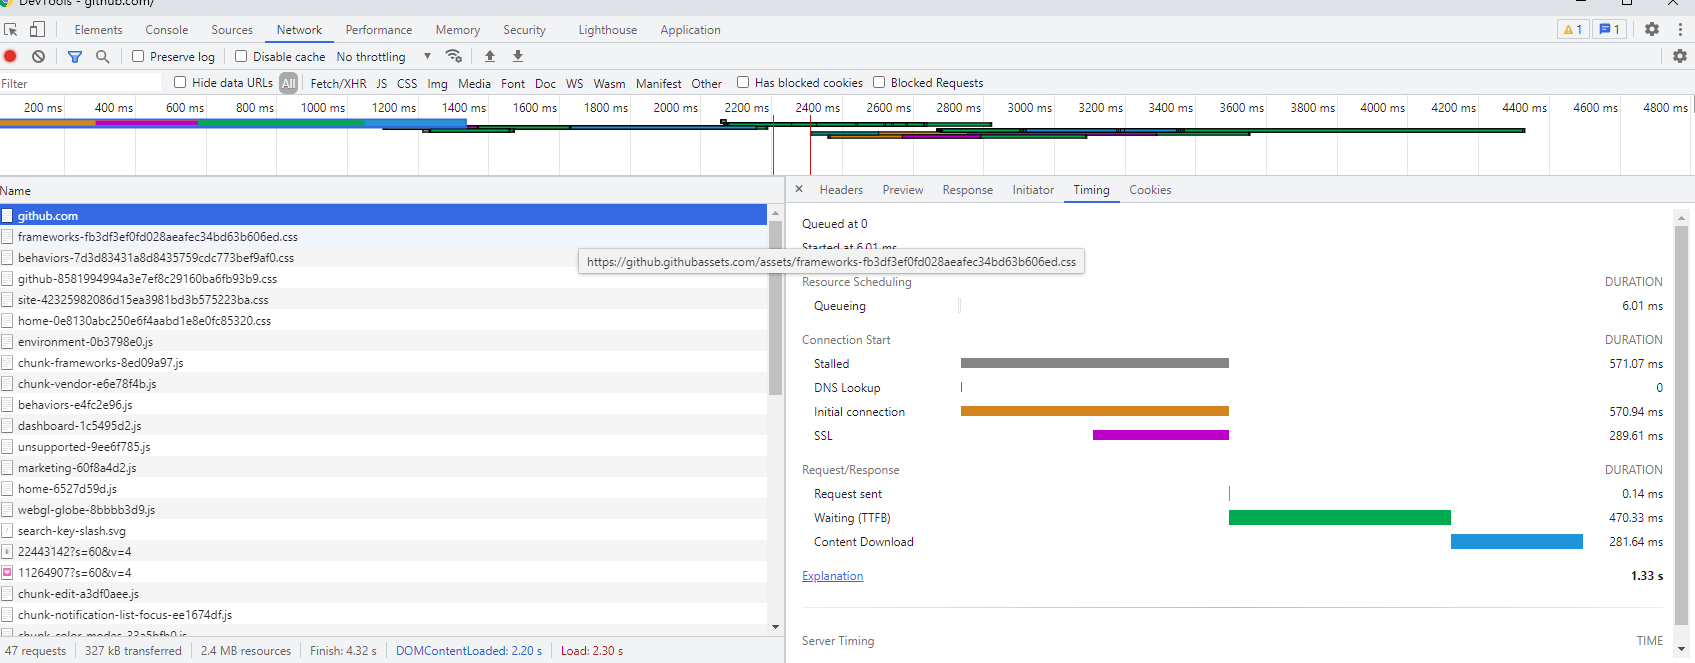 DevTools - github.com/
Elements Console Sources Network Performance Memory Security Lighthouse Application 1 1
Preserve log Disable cache No throttling
Filter Hide data URLs All Fetch/XHR JS CSS Img Media Font Doc WS Wasm Manifest Other Has blocked cookies Blocked Requests
200 ms 400 ms 600 ms 800 ms 1000 ms 1200 ms 1400 ms 1600 ms 1800 ms 2000 ms 2200 ms 2400 ms 2600 ms 2800 ms 3000 ms 3200 ms 3400 ms 3600 ms 3800 ms 4000 ms 4200 ms 4400 ms 4600 ms 4800 ms
Name
github.com
frameworks-fb3df3ef0fd028aeafec34bd63b606ed.css
behaviors-7d3d83431a8d8435759cdc773bef9af0.css
github-8581994994a3e7ef8c29160ba6fb93b9.css
site-42325982086d15ea3981bd3b575223ba.css
home-0e8130abc250e6f4aabd1e8e0fc85320.css
environment-0b3798e0.js
chunk-frameworks-8ed09a97.js
chunk-vendor-e6e78f4b.js
behaviors-e4fc2e96.js
dashboard-1c5495d2.js
unsupported-9ee6f785.js
marketing-60f8a4d2.js
home-6527d59d.js
webgl-globe-8bbbb3d9.js
search-key-slash.svg
22443142?s=60&v=4
11264907?s=60&v=4
chunk-edit-a3df0aee.js
chunk-notification-list-focus-ee1674df.js
chunk-color-modes-33a5bfb0.js
47 requests 327 kB transferred 2.4 MB resources Finish: 4.32 s DOMContentLoaded: 2.20 s Load: 2.30 s
× Headers Preview Response Initiator Timing Cookies
Queued at 0
Started at 6.01 ms
https://github.githubassets.com/assets/frameworks-fb3df3ef0fd028aeafec34bd63b606ed.css
Resource Scheduling DURATION
Queueing 6.01 ms
Connection Start DURATION
Stalled 571.07 ms
DNS Lookup 0
Initial connection 570.94 ms
SSL 289.61 ms
Request/Response DURATION
Request sent 0.14 ms
Waiting (TTFB) 470.33 ms
Content Download 281.64 ms
Explanation 1.33 s
Server Timing TIME